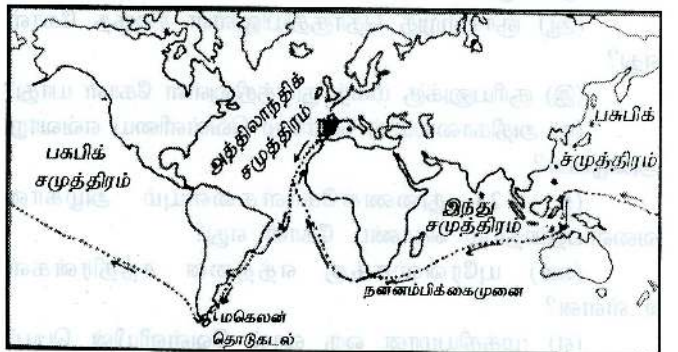 பசுபிக்
சமுத்திரம்
அத்திலாந்திக்
சமுத்திரம்
இந்து
சமுத்திரம்
பசுபிக்
சமுத்திரம்
நன்னம்பிக்கைமுனை
மகெலன்
தொடுகடல்